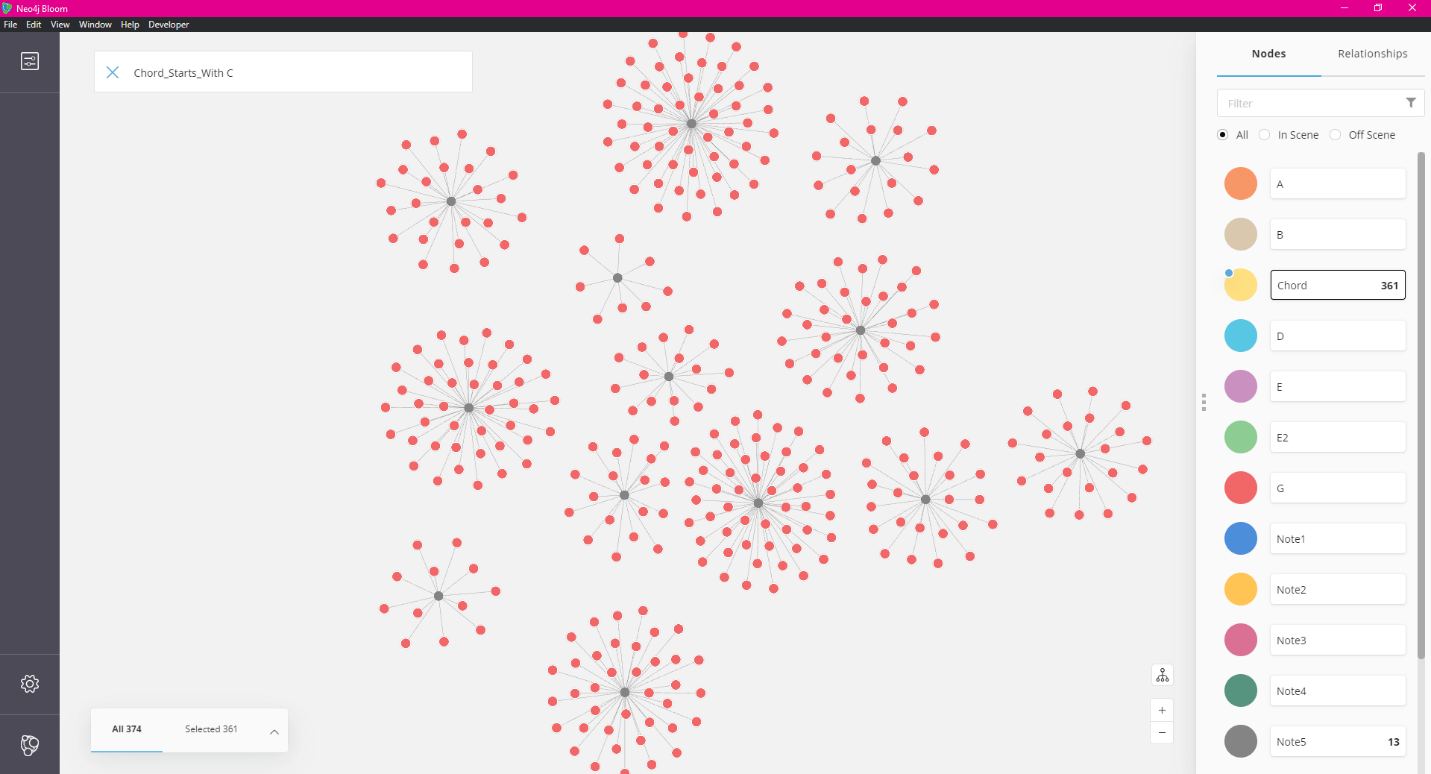 Neo4j Bloom
File Edit View Window Help Developer
Chord_Starts_With C
Nodes Relationships
Filter
All In Scene Off Scene
A
B
Chord 361
D
E
E2
G
Note1
Note2
Note3
Note4
Note5 13
All 374 Selected 361
+
−